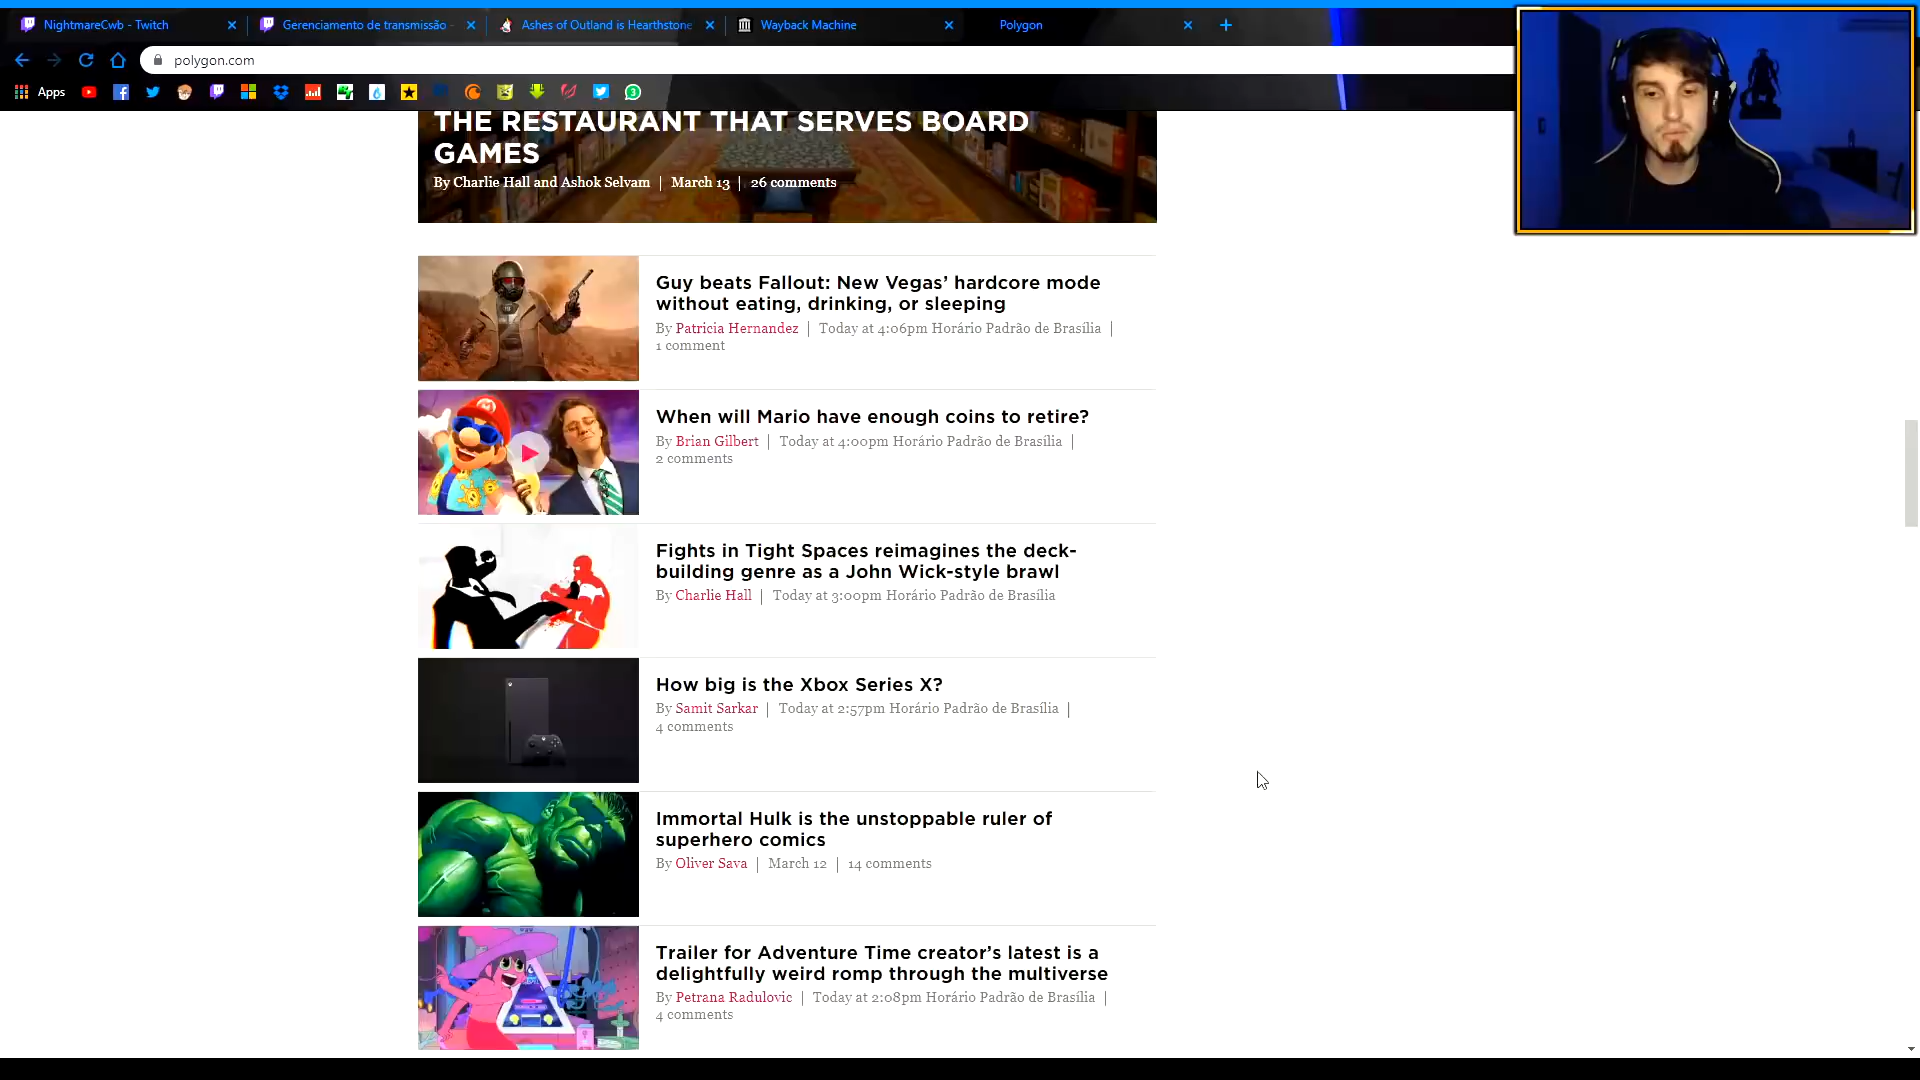 NightmareCwb - Twitch
Gerenciamento de transmissão -
Ashes of Outland is Hearthstone
Wayback Machine
Polygon
polygon.com
Apps
THE RESTAURANT THAT SERVES BOARD
GAMES
By Charlie Hall and Ashok Selvam | March 13 | 26 comments
Guy beats Fallout: New Vegas’ hardcore mode
without eating, drinking, or sleeping
By Patricia Hernandez | Today at 4:06pm Horário Padrão de Brasília |
1 comment
When will Mario have enough coins to retire?
By Brian Gilbert | Today at 4:00pm Horário Padrão de Brasília |
2 comments
Fights in Tight Spaces reimagines the deck-
building genre as a John Wick-style brawl
By Charlie Hall | Today at 3:00pm Horário Padrão de Brasília
How big is the Xbox Series X?
By Samit Sarkar | Today at 2:57pm Horário Padrão de Brasília |
4 comments
Immortal Hulk is the unstoppable ruler of
superhero comics
By Oliver Sava | March 12 | 14 comments
Trailer for Adventure Time creator’s latest is a
delightfully weird romp through the multiverse
By Petrana Radulovic | Today at 2:08pm Horário Padrão de Brasília |
4 comments